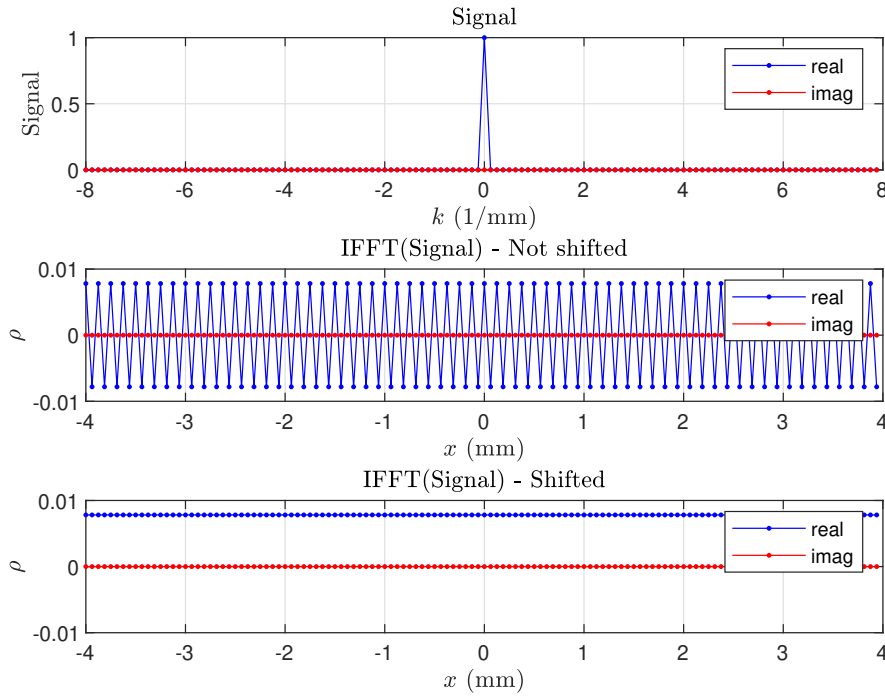 Signal
Signal
1
0.5
0
real
imag
-8 -6 -4 -2 0 2 4 6 8
k (1/mm)
IFFT(Signal) - Not shifted
ρ
0.01
0
-0.01
real
imag
-4 -3 -2 -1 0 1 2 3 4
x (mm)
IFFT(Signal) - Shifted
ρ
0.01
0
-0.01
real
imag
-4 -3 -2 -1 0 1 2 3 4
x (mm)